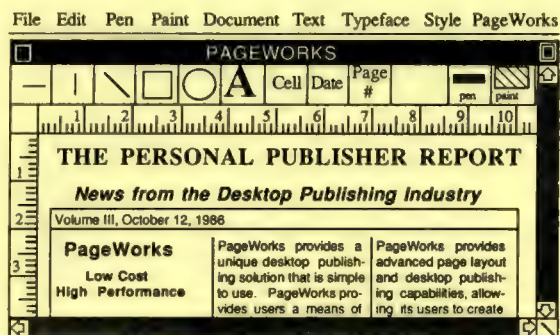 File Edit Pen Paint Document Text Typeface Style PageWorks
PAGEWORKS
A Cell Date Page #
pen paint
1 2 3 4 5 6 7 8 9 10
1
2
3
THE PERSONAL PUBLISHER REPORT
News from the Desktop Publishing Industry
Volume III, October 12, 1986
PageWorks
Low Cost
High Performance
PageWorks provides a
unique desktop publish-
ing solution that is simple
to use. PageWorks pro-
vides users a means of
PageWorks provides
advanced page layout
and desktop publish-
ing capabilities, allow-
ing its users to create